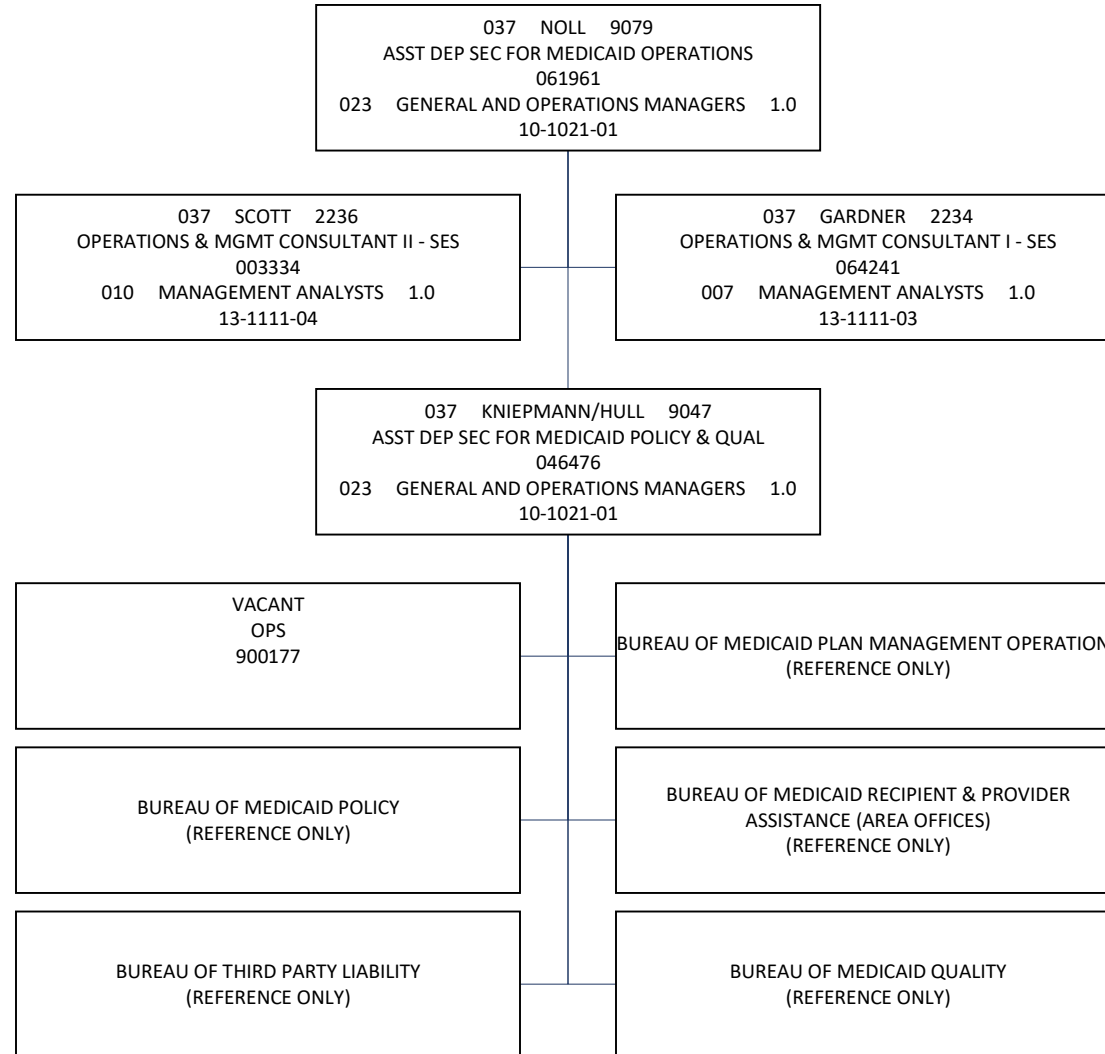 037 NOLL 9079
ASST DEP SEC FOR MEDICAID OPERATIONS
061961
023 GENERAL AND OPERATIONS MANAGERS 1.0
10-1021-01
037 SCOTT 2236
OPERATIONS & MGMT CONSULTANT II - SES
003334
010 MANAGEMENT ANALYSTS 1.0
13-1111-04
037 GARDNER 2234
OPERATIONS & MGMT CONSULTANT I - SES
064241
007 MANAGEMENT ANALYSTS 1.0
13-1111-03
037 KNIEPMANN/HULL 9047
ASST DEP SEC FOR MEDICAID POLICY & QUAL
046476
023 GENERAL AND OPERATIONS MANAGERS 1.0
10-1021-01
VACANT
OPS
900177
BUREAU OF MEDICAID PLAN MANAGEMENT OPERATION
(REFERENCE ONLY)
BUREAU OF MEDICAID POLICY
(REFERENCE ONLY)
BUREAU OF MEDICAID RECIPIENT & PROVIDER
ASSISTANCE (AREA OFFICES)
(REFERENCE ONLY)
BUREAU OF THIRD PARTY LIABILITY
(REFERENCE ONLY)
BUREAU OF MEDICAID QUALITY
(REFERENCE ONLY)